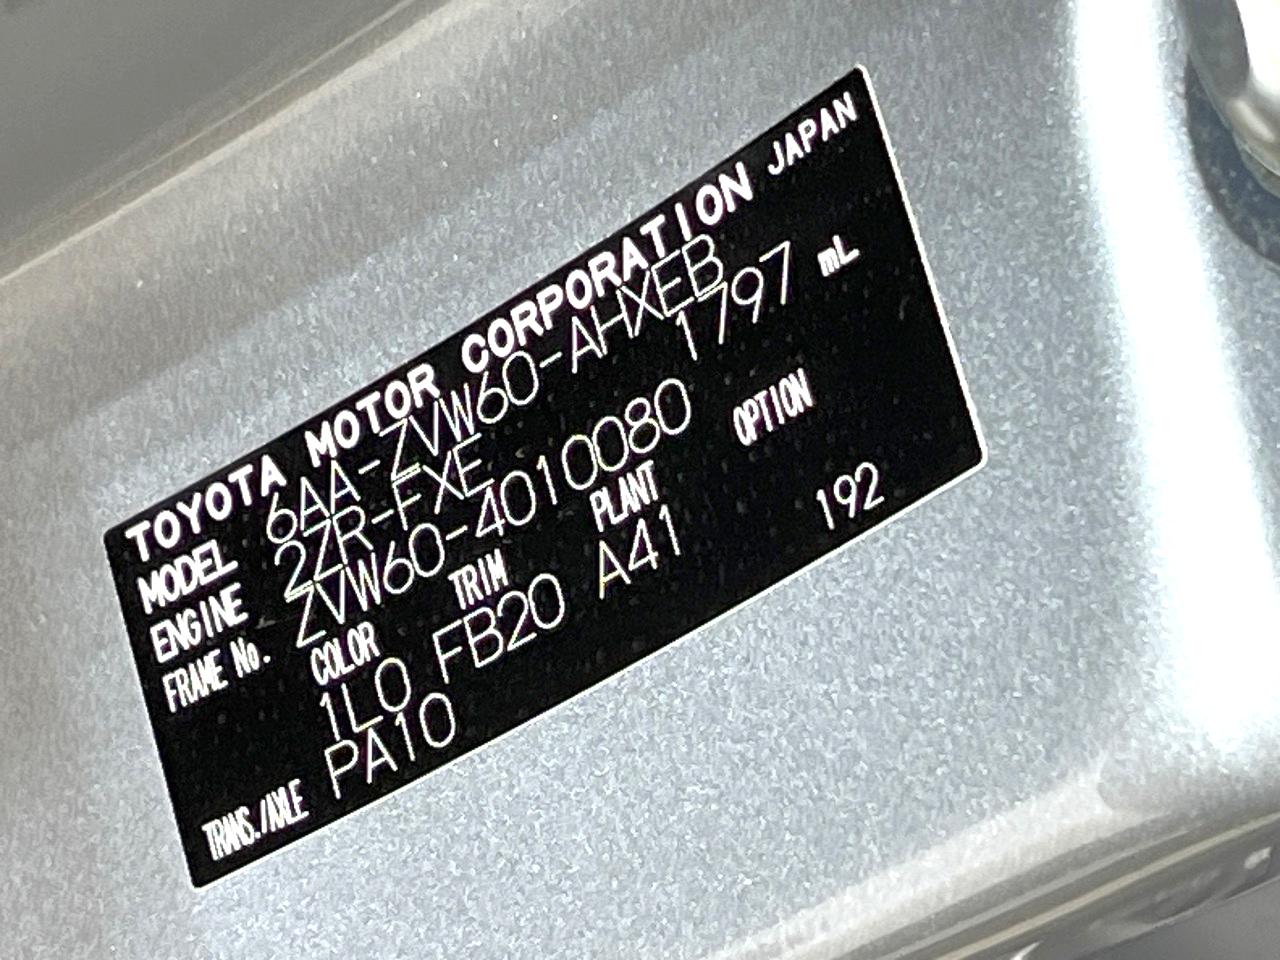 TOYOTA MOTOR CORPORATION JAPAN
MODEL 6AA-ZVW60-AHXEB
ENGINE 2ZR-FXE 1797 mL
FRAME No. ZVW60-4010080
COLOR TRIM PLANT OPTION
1L0 FB20 A41 192
TRANS./AXLE PA10